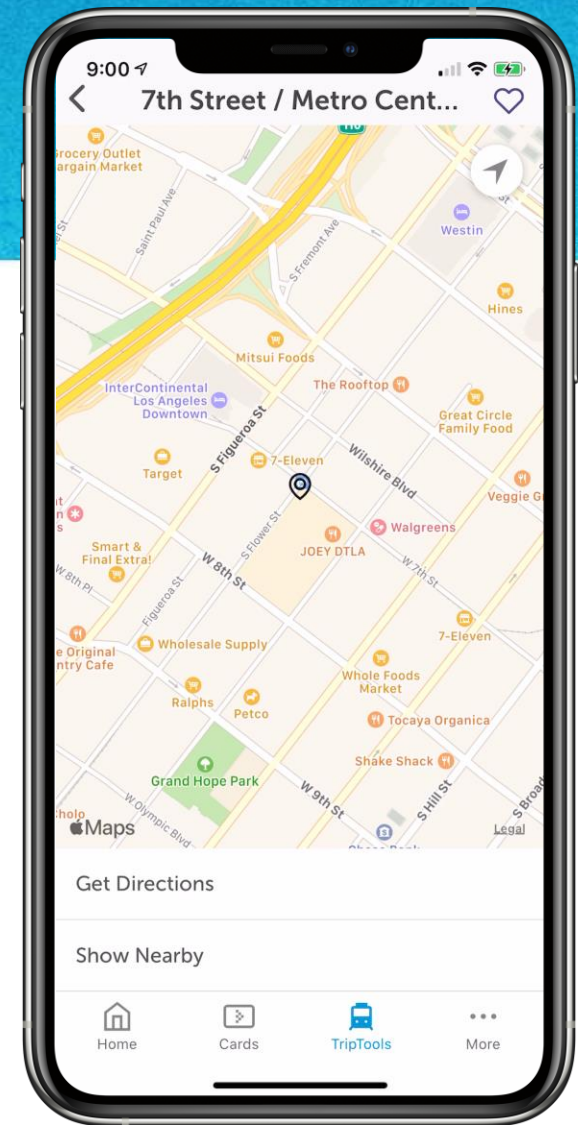 9:00
7th Street / Metro Cent...
110
Grocery Outlet
Bargain Market
Saint Paul Ave
S Fremont Ave
Westin
Hines
Mitsui Foods
InterContinental
Los Angeles
Downtown
The Rooftop
Great Circle
Family Food
S Figueroa St
7-Eleven
Wilshire Blvd
Target
Veggie G
Walgreens
S Flower St
JOEY DTLA
Smart &
Final Extra!
W 8th St
W 7th St
W 8th Pl
Figueroa St
7-Eleven
Wholesale Supply
e Original
ntry Cafe
Whole Foods
Market
Ralphs
Petco
Tocaya Organica
Shake Shack
Grand Hope Park
W 9th St
S Hill St
S Broad
Cholo
W Olympic Blvd
Maps
Legal
Get Directions
Show Nearby
Home
Cards
TripTools
More